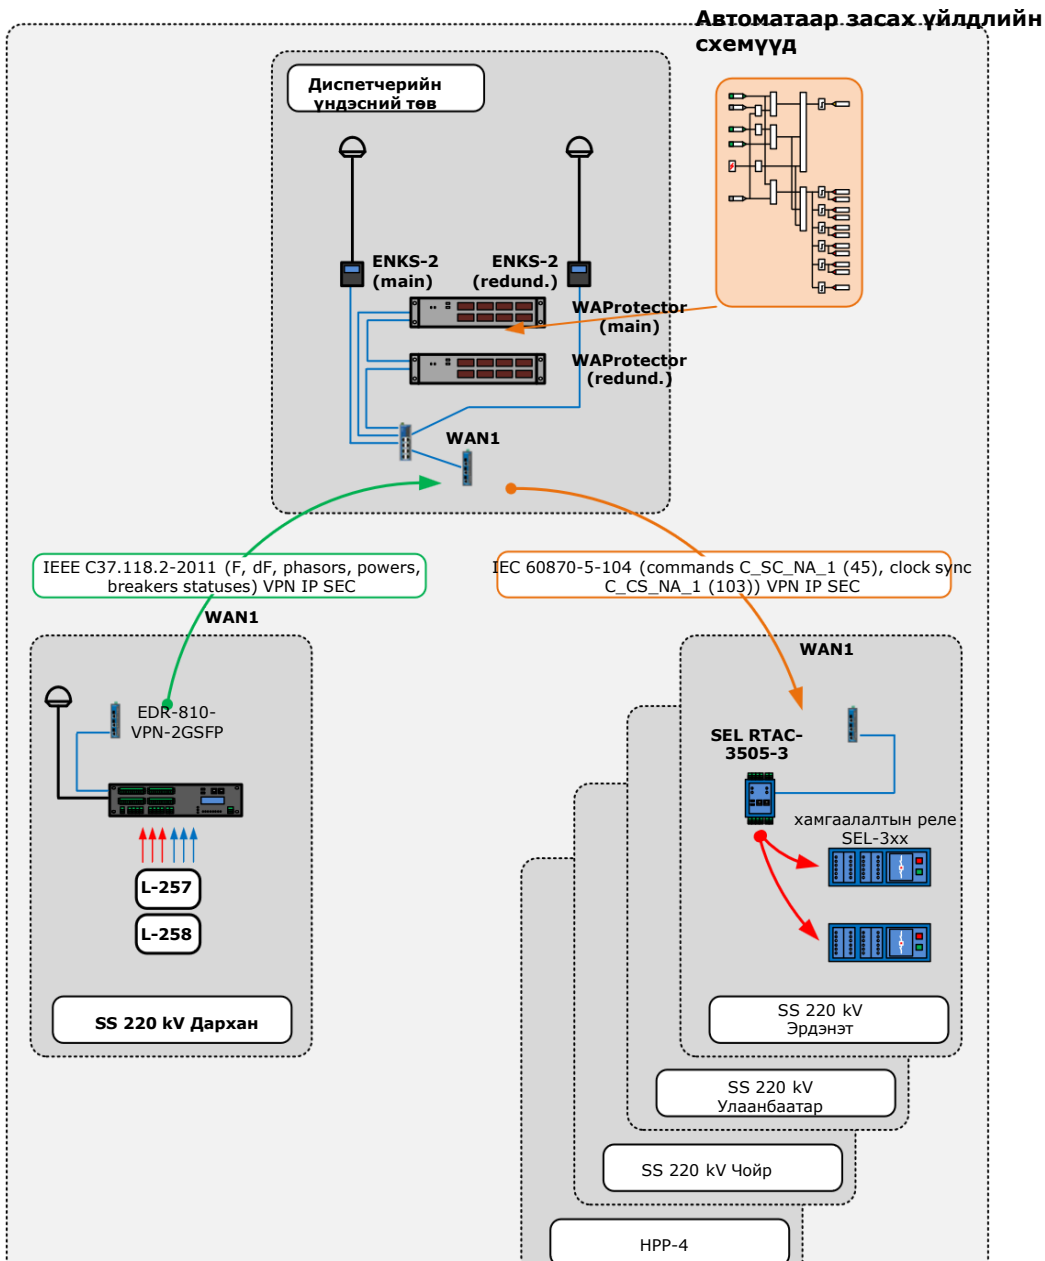 Автоматаар засах үйлдлийн
схемүүд
Диспетчерийн
үндэсний төв
ENKS-2
(main)
ENKS-2
(redund.)
WAProtector
(main)
WAProtector
(redund.)
WAN1
IEEE C37.118.2-2011 (F, dF, phasors, powers,
breakers statuses) VPN IP SEC
IEC 60870-5-104 (commands C_SC_NA_1 (45), clock sync
C_CS_NA_1 (103)) VPN IP SEC
WAN1
EDR-810-
VPN-2GSFP
L-257
L-258
SS 220 kV Дархан
WAN1
SEL RTAC-
3505-3
хамгаалалтын реле
SEL-3xx
SS 220 kV
Эрдэнэт
SS 220 kV
Улаанбаатар
SS 220 kV Чойр
HPP-4